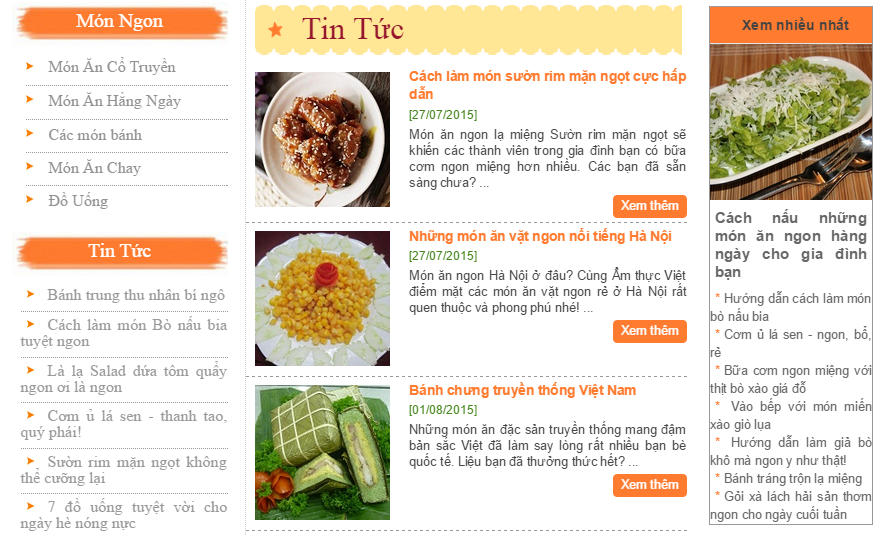 Món Ngon
Món Ăn Cổ Truyền
Món Ăn Hằng Ngày
Các món bánh
Món Ăn Chay
Đồ Uống
Tin Tức
Bánh trung thu nhân bí ngô
Cách làm món Bò nấu bia
tuyệt ngon
Lạ lạ Salad dứa tôm quẩy
ngon ơi là ngon
Cơm ủ lá sen - thanh tao,
quý phái!
Sườn rim mặn ngọt không
thể cưỡng lại
7 đồ uống tuyệt vời cho
ngày hè nóng nực
Tin Tức
Cách làm món sườn rim mặn ngọt cực hấp
dẫn
[27/07/2015]
Món ăn ngon lạ miệng Sườn rim mặn ngọt sẽ
khiến các thành viên trong gia đình bạn có bữa
cơm ngon miệng hơn nhiều. Các bạn đã sẵn
sàng chưa? ...
Xem thêm
Những món ăn vặt ngon nổi tiếng Hà Nội
[27/07/2015]
Món ăn ngon Hà Nội ở đâu? Cùng Ẩm thực Việt
điểm mặt các món ăn vặt ngon rẻ ở Hà Nội rất
quen thuộc và phong phú nhé! ...
Xem thêm
Bánh chưng truyền thống Việt Nam
[01/08/2015]
Những món ăn đặc sản truyền thống mang đậm
bản sắc Việt đã làm say lòng rất nhiều bạn bè
quốc tế. Liệu bạn đã thưởng thức hết? ...
Xem thêm
Xem nhiều nhất
Cách nấu những
món ăn ngon hàng
ngày cho gia đình
bạn
* Hướng dẫn cách làm món
bò nấu bia
* Cơm ủ lá sen - ngon, bổ,
rẻ
* Bữa cơm ngon miệng với
thịt bò xào giá đỗ
* Vào bếp với món miến
xào giò lụa
* Hướng dẫn làm giả bò
khô mà ngon y như thật!
* Bánh tráng trộn lạ miệng
* Gỏi xà lách hải sản thơm
ngon cho ngày cuối tuần